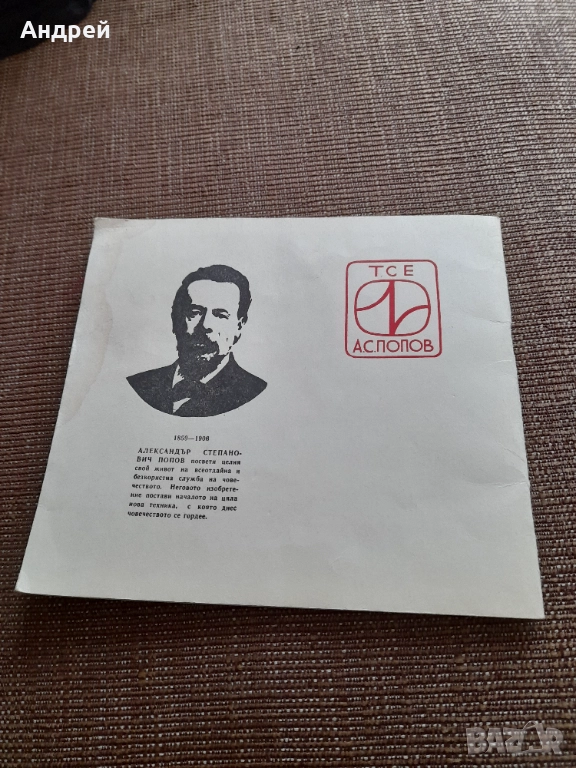 Андрей
ТСЕ
А.С.ПОПОВ
1859—1906
АЛЕКСАНДЪР СТЕПАНО-
ВИЧ ПОПОВ посвети целия
свой живот на всеотдайна и
безкористна служба на чове-
чеството. Неговото изобрете-
ние постави началото на цяла
нова техника, с която днес
човечеството се гордее.
BAZAR